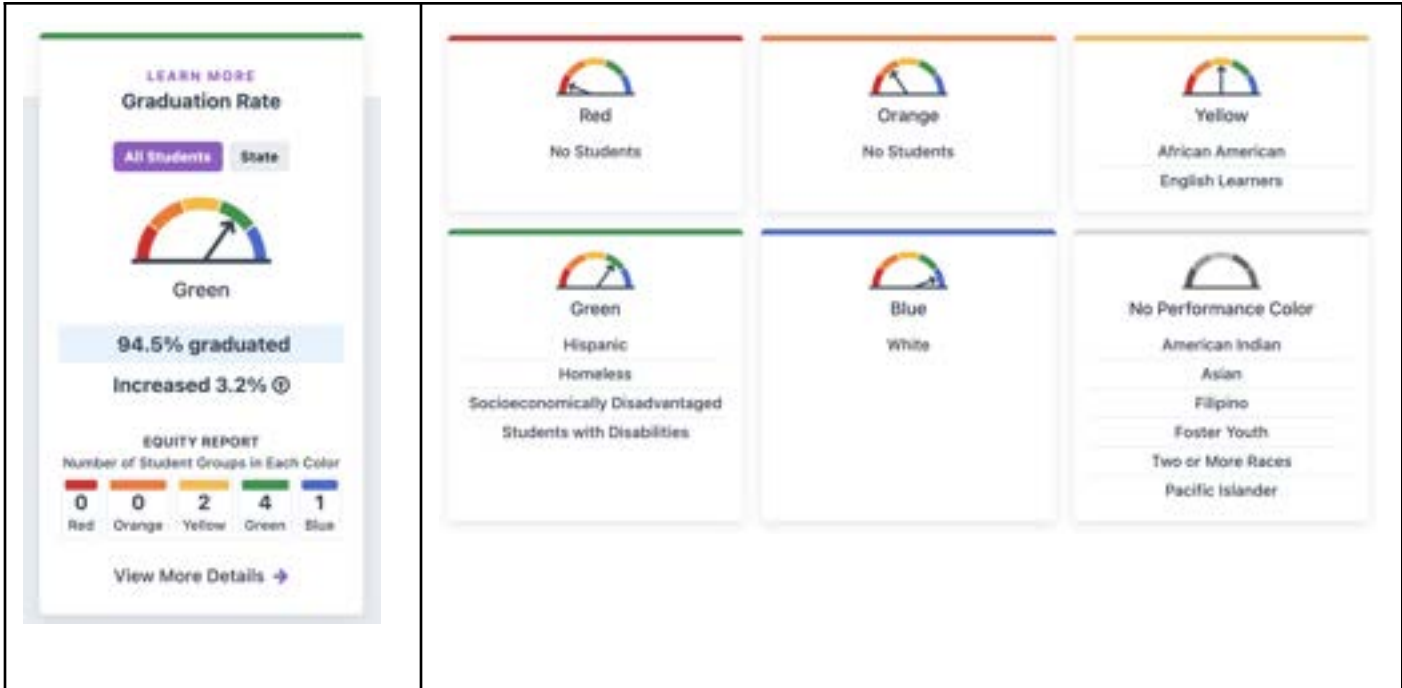 LEARN MORE
Graduation Rate
All Students State
Green
94.5% graduated
Increased 3.2%
EQUITY REPORT
Number of Student Groups in Each Color
0 0 2 4 1
Red Orange Yellow Green Blue
View More Details →
Red
No Students
Orange
No Students
Yellow
African American
English Learners
Green
Hispanic
Homeless
Socioeconomically Disadvantaged
Students with Disabilities
Blue
White
No Performance Color
American Indian
Asian
Filipino
Foster Youth
Two or More Races
Pacific Islander